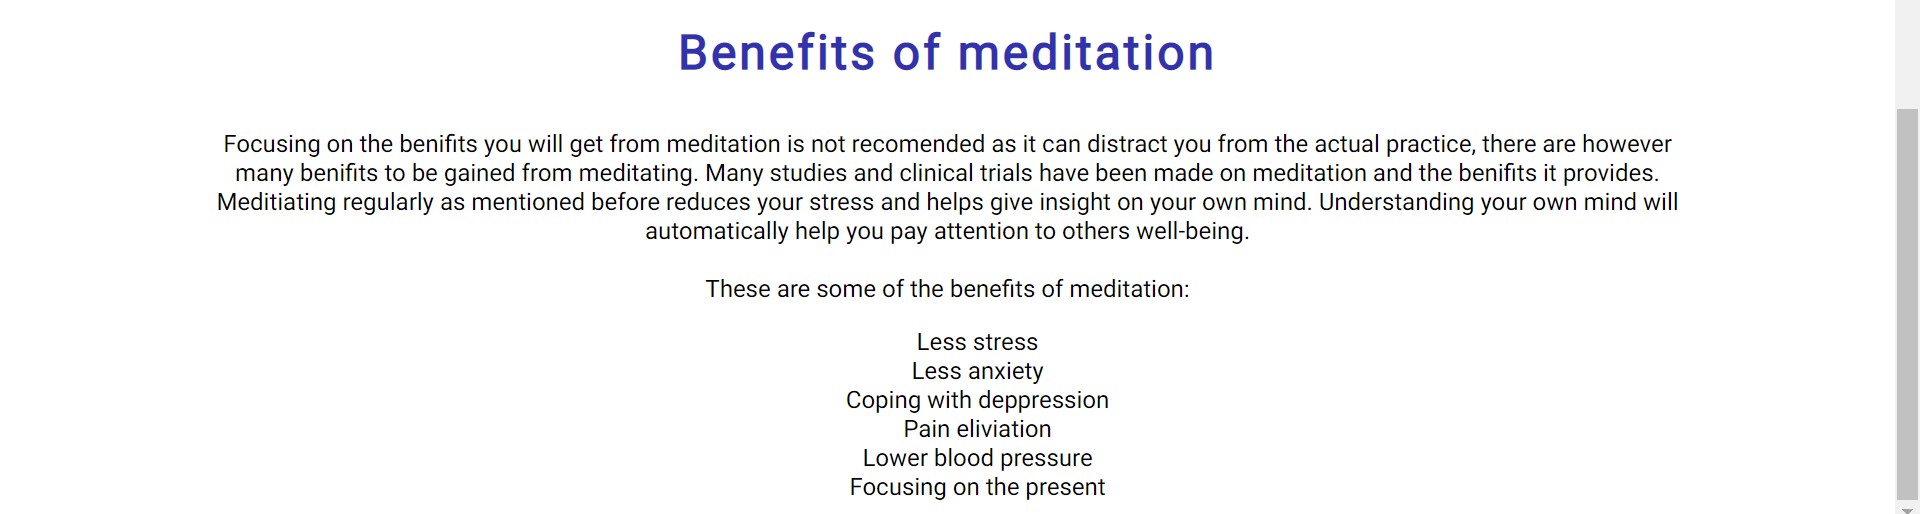 Benefits of meditation
Focusing on the benifits you will get from meditation is not recomended as it can distract you from the actual practice, there are however
many benifits to be gained from meditating. Many studies and clinical trials have been made on meditation and the benifits it provides.
Meditiating regularly as mentioned before reduces your stress and helps give insight on your own mind. Understanding your own mind will
automatically help you pay attention to others well-being.
These are some of the benefits of meditation:
Less stress
Less anxiety
Coping with deppression
Pain eliviation
Lower blood pressure
Focusing on the present